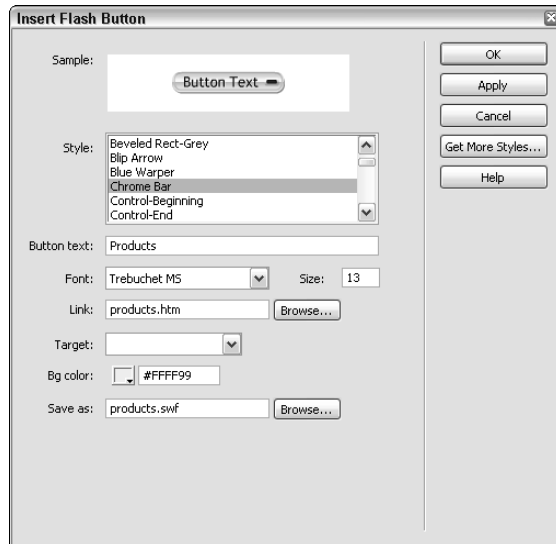 Insert Flash Button
Sample:
Button Text
OK
Apply
Cancel
Get More Styles...
Help
Style:
Beveled Rect-Grey
Blip Arrow
Blue Warper
Chrome Bar
Control-Beginning
Control-End
Button text: Products
Font: Trebuchet MS Size: 13
Link: products.htm Browse...
Target:
Bg color: #FFFF99
Save as: products.swf Browse...